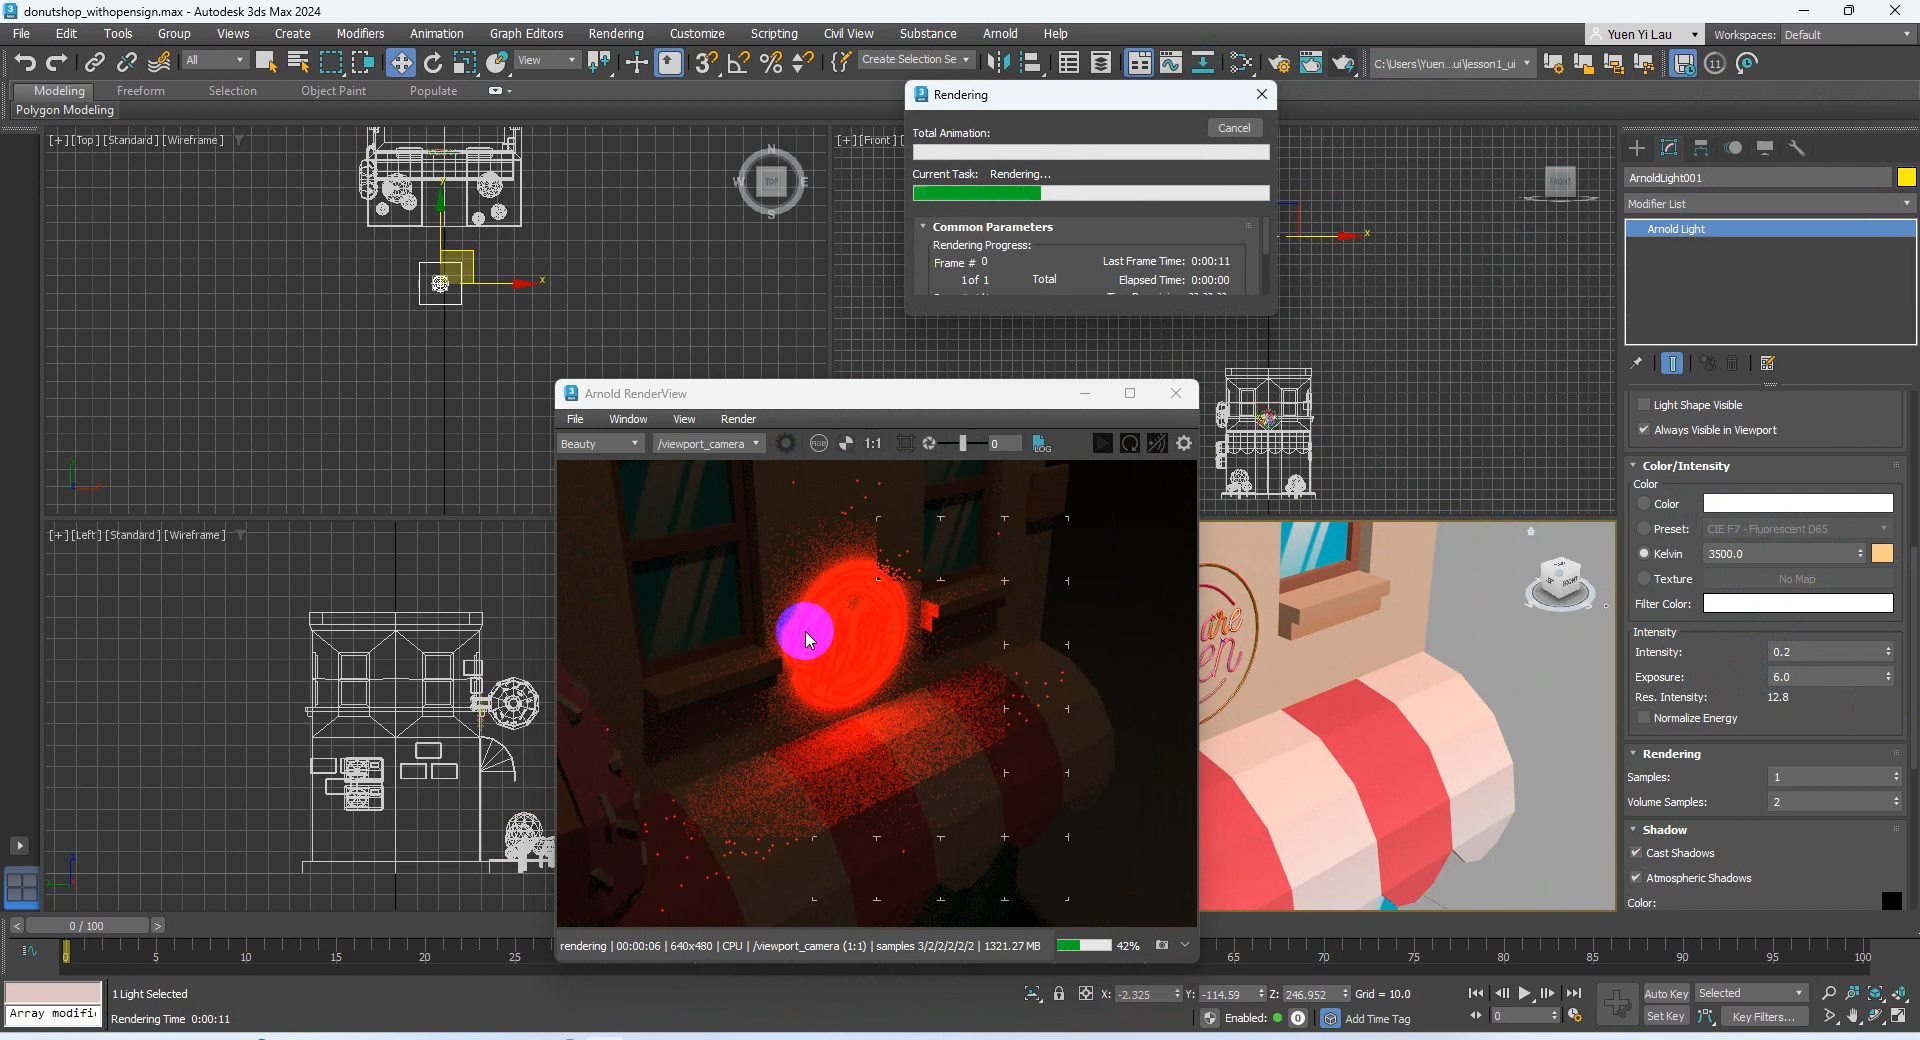 donutshop_withopensign.max - Autodesk 3ds Max 2024
File Edit Tools Group Views Create Modifiers Animation Graph Editors Rendering Customize Scripting Civil View Substance Arnold Help
Yuen Yi Lau Workspaces: Default
All View Create Selection Se C:\Users\Yuen...ui\lesson1_ui 11
Modeling Freeform Selection Object Paint Populate
Polygon Modeling
[+] [Top] [Standard] [Wireframe]
N
W TOP E
S
y
x
[+] [Front] [
FRONT
x
Rendering
Total Animation: Cancel
Current Task: Rendering...
Common Parameters
Rendering Progress:
Frame # 0 Last Frame Time: 0:00:11
1 of 1 Total Elapsed Time: 0:00:00
[+] [Left] [Standard] [Wireframe]
Arnold RenderView
File Window View Render
Beauty /viewport_camera RGB 1:1 0 LOG
rendering | 00:00:06 | 640x480 | CPU | /viewport_camera (1:1) | samples 3/2/2/2/2/2 | 1321.27 MB 42%
are
en
FRONT
ArnoldLight001
Modifier List
Arnold Light
Light Shape Visible
Always Visible in Viewport
Color/Intensity
Color
Color
Preset: CIE F7 - Fluorescent D65
Kelvin 3500.0
Texture No Map
Filter Color:
Intensity
Intensity: 0.2
Exposure: 6.0
Res. Intensity: 12.8
Normalize Energy
Rendering
Samples: 1
Volume Samples: 2
Shadow
Cast Shadows
Atmospheric Shadows
Color:
< 0 / 100 >
0 5 10 15 20 25 65 70 75 80 85 90 95 100
1 Light Selected
Array modifi
Rendering Time 0:00:11
X: -2.325 Y: -114.59 Z: 246.952 Grid = 10.0
Enabled: 0 Add Time Tag
Auto Key Selected
0 Set Key Key Filters...